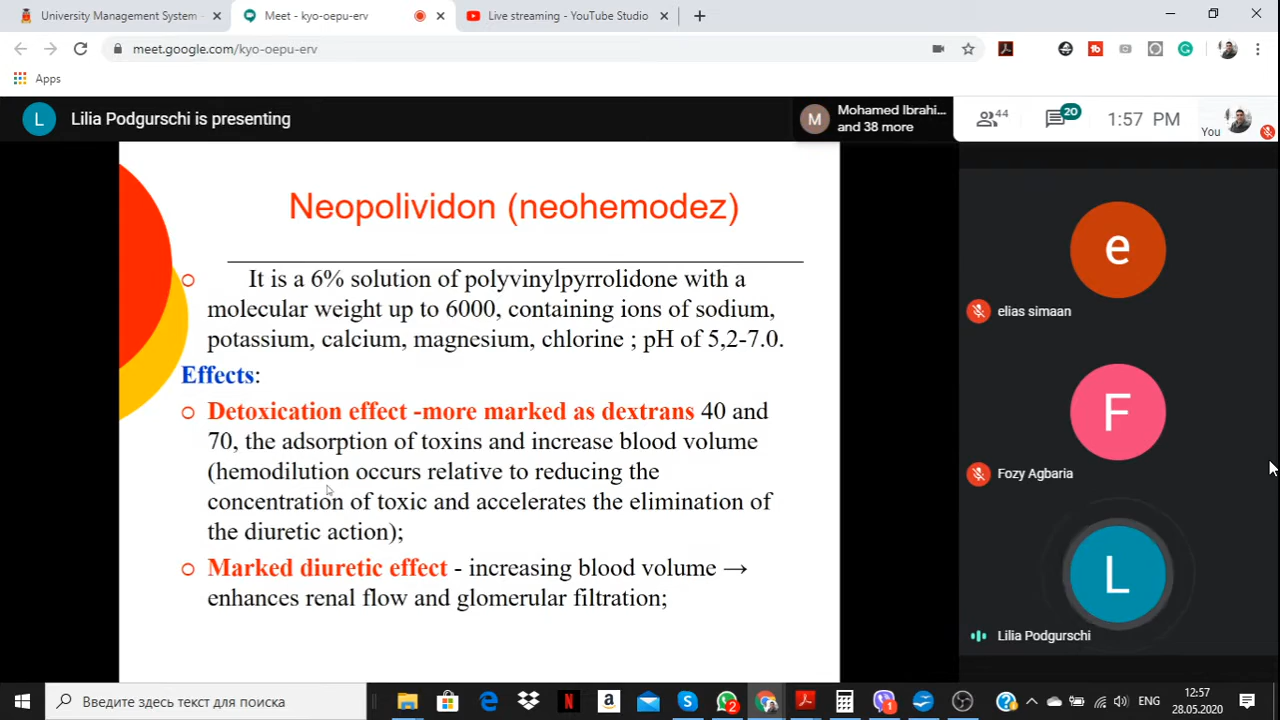 University Management System -
Meet - kyo-oepu-erv
Live streaming - YouTube Studio
meet.google.com/kyo-oepu-erv
Apps
L
Lilia Podgurschi is presenting
M
Mohamed Ibrahi...
and 38 more
44
20
1:57 PM
You
Neopolividon (neohemodez)
It is a 6% solution of polyvinylpyrrolidone with a
molecular weight up to 6000, containing ions of sodium,
potassium, calcium, magnesium, chlorine ; pH of 5,2-7.0.
Effects:
Detoxication effect -more marked as dextrans 40 and
70, the adsorption of toxins and increase blood volume
(hemodilution occurs relative to reducing the
concentration of toxic and accelerates the elimination of
the diuretic action);
Marked diuretic effect - increasing blood volume →
enhances renal flow and glomerular filtration;
e
elias simaan
F
Fozy Agbaria
L
Lilia Podgurschi
Введите здесь текст для поиска
N
a
S
2
1
ENG
12:57
28.05.2020